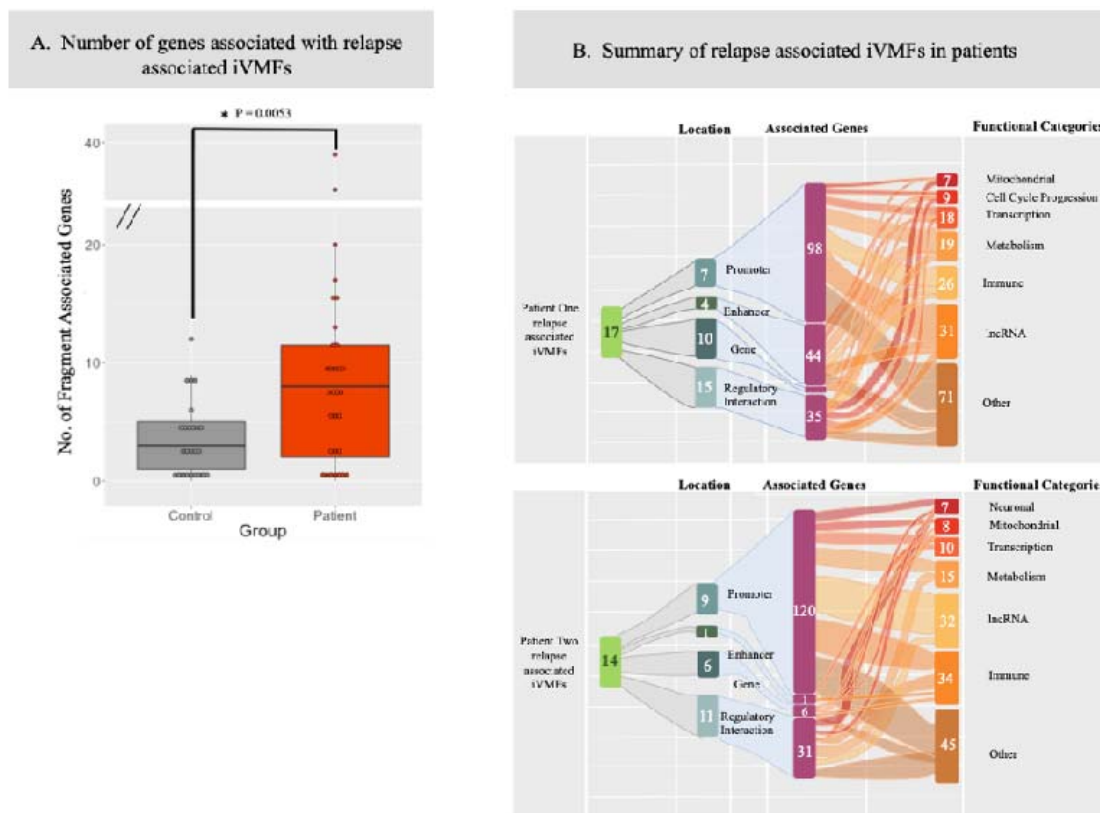 A. Number of genes associated with relapse
associated iVMFs
* P = 0.0053
No. of Fragment Associated Genes
40
20
10
0
Control
Patient
Group
B. Summary of relapse associated iVMFs in patients
Location
Associated Genes
Functional Categories
Patient One
relapse
associated
iVMFs
17
7
Promoter
4
Enhancer
10
Gene
15
Regulatory
Interaction
98
44
35
7
Mitochondrial
9
Cell Cycle Progression
18
Transcription
19
Metabolism
26
Immune
31
lncRNA
71
Other
Location
Associated Genes
Functional Categorie
Patient Two
relapse
associated
iVMFs
14
9
Promoter
1
Enhancer
6
Gene
11
Regulatory
Interaction
120
1
6
31
7
Neuronal
8
Mitochondrial
10
Transcription
15
Metabolism
32
lncRNA
34
Immune
45
Other